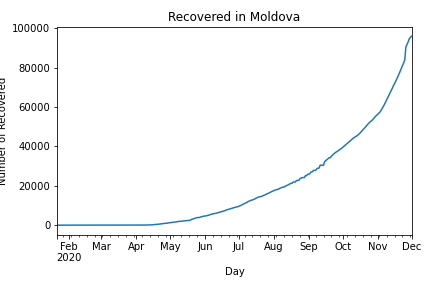 Recovered in Moldova
100000
80000
60000
40000
20000
0
Number of Recovered
Feb Mar Apr May Jun Jul Aug Sep Oct Nov Dec
2020
Day